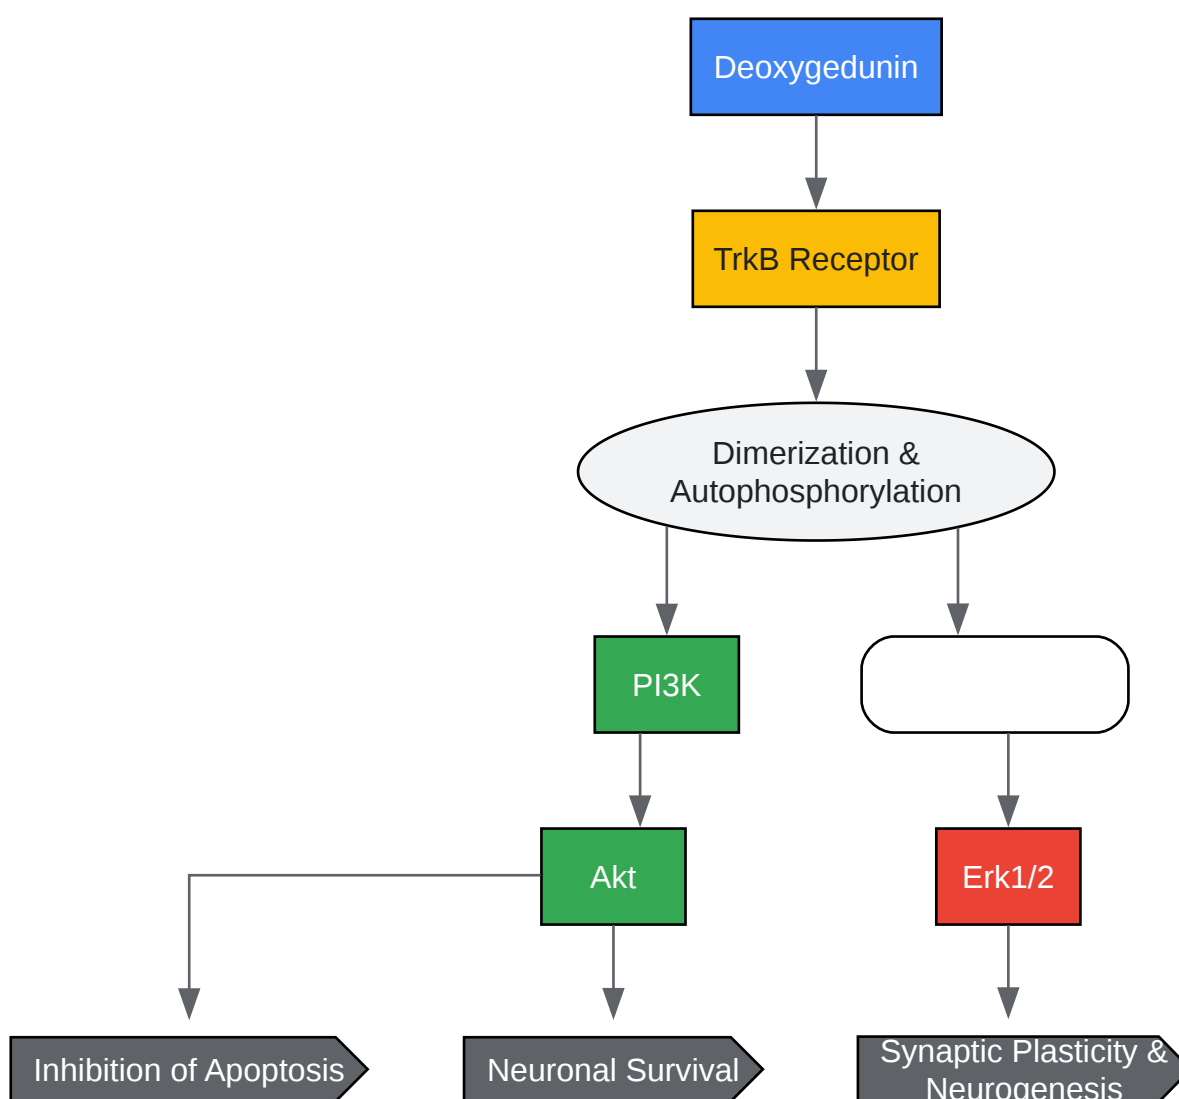 Deoxygedunin
TrkB Receptor
Dimerization &
Autophosphorylation
PI3K
Akt
Erk1/2
Inhibition of Apoptosis
Neuronal Survival
Synaptic Plasticity &
Neurogenesis